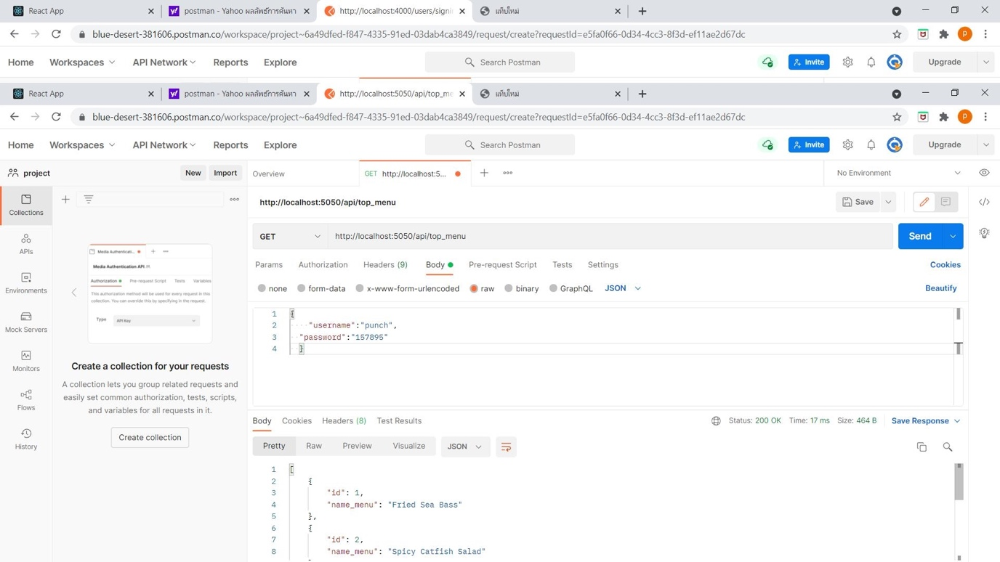 React App
postman - Yahoo ผลลัพธ์การค้นหา
http://localhost:4000/users/signi
แท็บใหม่
blue-desert-381606.postman.co/workspace/project~6a49dfed-f847-4335-91ed-03dab4ca3849/request/create?requestId=e5fa0f66-0d34-4cc3-8f3d-ef11ae2d67dc
P
Home
Workspaces
API Network
Reports
Explore
Search Postman
Invite
Upgrade
React App
postman - Yahoo ผลลัพธ์การค้นหา
http://localhost:5050/api/top_me
แท็บใหม่
blue-desert-381606.postman.co/workspace/project~6a49dfed-f847-4335-91ed-03dab4ca3849/request/create?requestId=e5fa0f66-0d34-4cc3-8f3d-ef11ae2d67dc
P
Home
Workspaces
API Network
Reports
Explore
Search Postman
Invite
Upgrade
project
New
Import
Overview
GET http://localhost:5...
No Environment
Collections
APIs
Environments
Mock Servers
Monitors
Flows
History
Media Authenticati...
Media Authentication API
Authorization
Pre-request Script
Tests
Variables
This authorization method will be used for every request in this
collection. You can override this by specifying in the request.
Type
API Key
Create a collection for your requests
A collection lets you group related requests and
easily set common authorization, tests, scripts,
and variables for all requests in it.
Create collection
http://localhost:5050/api/top_menu
Save
GET
http://localhost:5050/api/top_menu
Send
Params
Authorization
Headers (9)
Body
Pre-request Script
Tests
Settings
Cookies
none
form-data
x-www-form-urlencoded
raw
binary
GraphQL
JSON
Beautify
1 {
2 "username":"punch",
3 "password":"157895"
4 }
Body
Cookies
Headers (8)
Test Results
Status: 200 OK
Time: 17 ms
Size: 464 B
Save Response
Pretty
Raw
Preview
Visualize
JSON
1 [
2 {
3 "id": 1,
4 "name_menu": "Fried Sea Bass"
5 },
6 {
7 "id": 2,
8 "name_menu": "Spicy Catfish Salad"